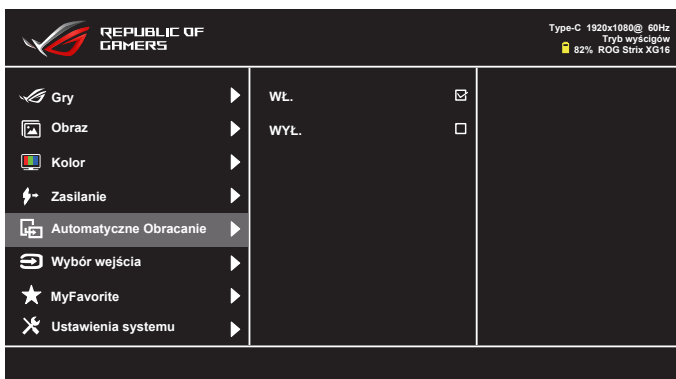 REPUBLIC OF
GAMERS
Type-C 1920x1080@ 60Hz
Tryb wyścigów
82% ROG Strix XG16
Gry
Obraz
Kolor
Zasilanie
Automatyczne Obracanie
Wybór wejścia
MyFavorite
Ustawienia systemu
WŁ.
WYŁ.